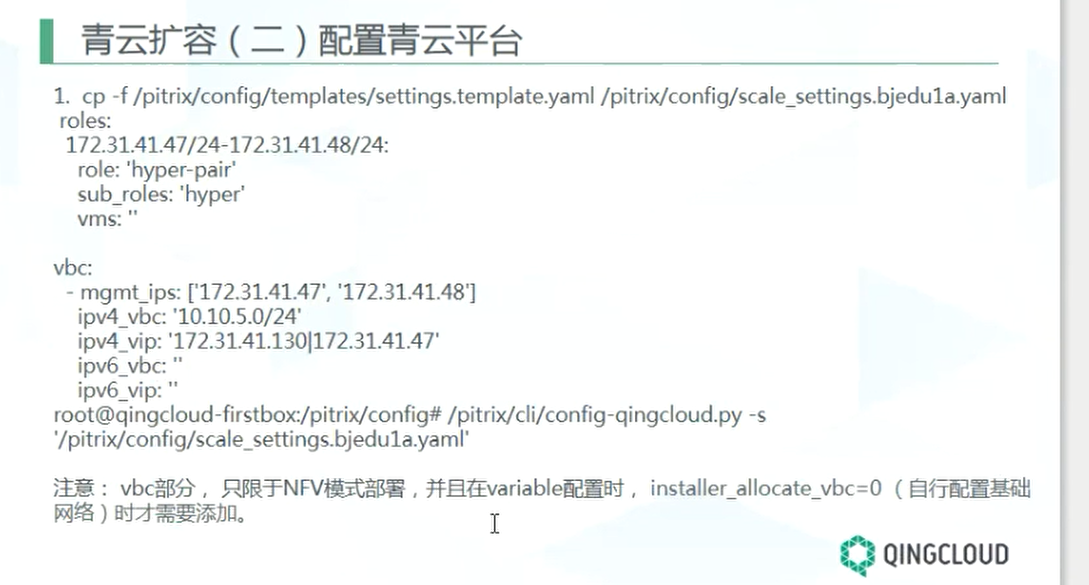 青云扩容（二）配置青云平台
1. cp -f /pitrix/config/templates/settings.template.yaml /pitrix/config/scale_settings.bjedu1a.yaml
roles:
172.31.41.47/24-172.31.41.48/24:
role: 'hyper-pair'
sub_roles: 'hyper'
vms: ''
vbc:
- mgmt_ips: ['172.31.41.47', '172.31.41.48']
ipv4_vbc: '10.10.5.0/24'
ipv4_vip: '172.31.41.130|172.31.41.47'
ipv6_vbc: ''
ipv6_vip: ''
root@qingcloud-firstbox:/pitrix/config# /pitrix/cli/config-qingcloud.py -s
'/pitrix/config/scale_settings.bjedu1a.yaml'
注意： vbc部分， 只限于NFV模式部署，并且在variable配置时， installer_allocate_vbc=0 （自行配置基础
网络）时才需要添加。
QINGCLOUD